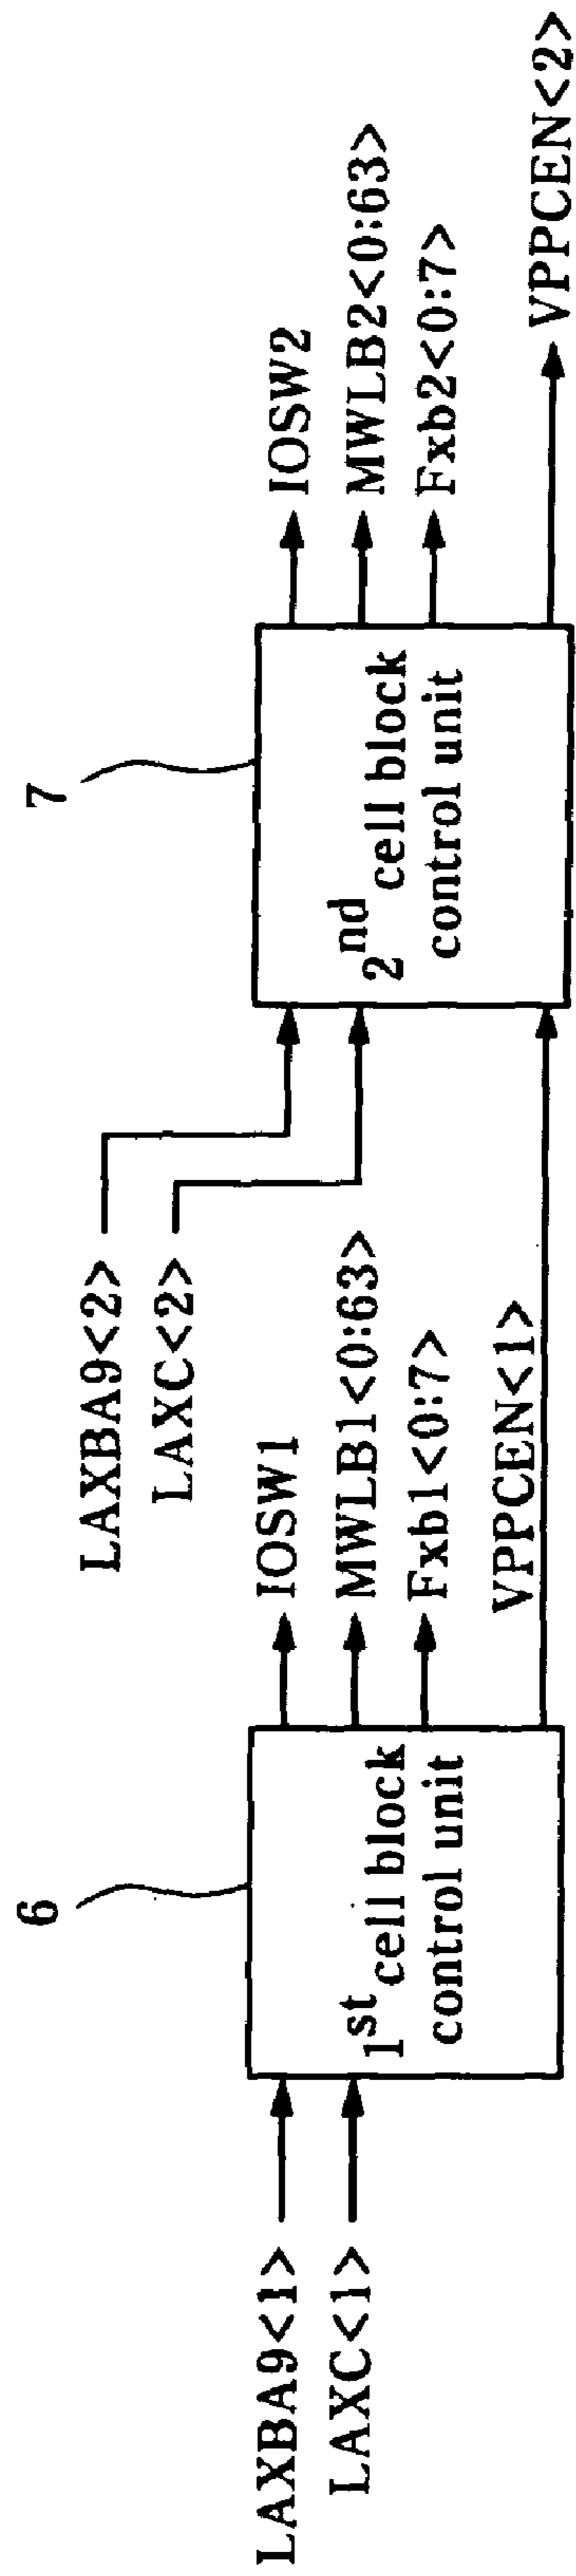 6
LAXBA9<1>
LAXC<1>
1st cell block
control unit
IOSW1
MWLB1<0:63>
Fxb1<0:7>
VPPCEN<1>
LAXBA9<2>
LAXC<2>
7
2nd cell block
control unit
IOSW2
MWLB2<0:63>
Fxb2<0:7>
VPPCEN<2>